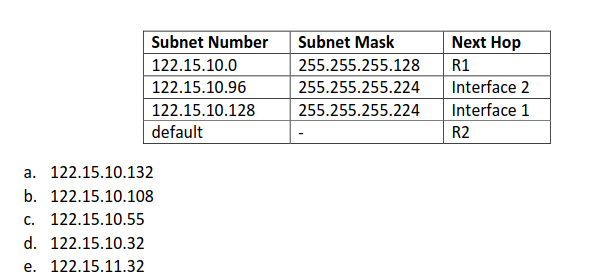 Subnet Number Subnet Mask Next Hop
122.15.10.0 255.255.255.128 R1
122.15.10.96 255.255.255.224 Interface 2
122.15.10.128 255.255.255.224 Interface 1
default - R2
a. 122.15.10.132
b. 122.15.10.108
c. 122.15.10.55
d. 122.15.10.32
e. 122.15.11.32